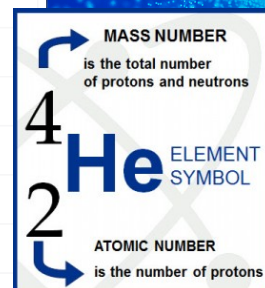 MASS NUMBER
is the total number
of protons and neutrons
4
He
ELEMENT
SYMBOL
2
ATOMIC NUMBER
is the number of protons